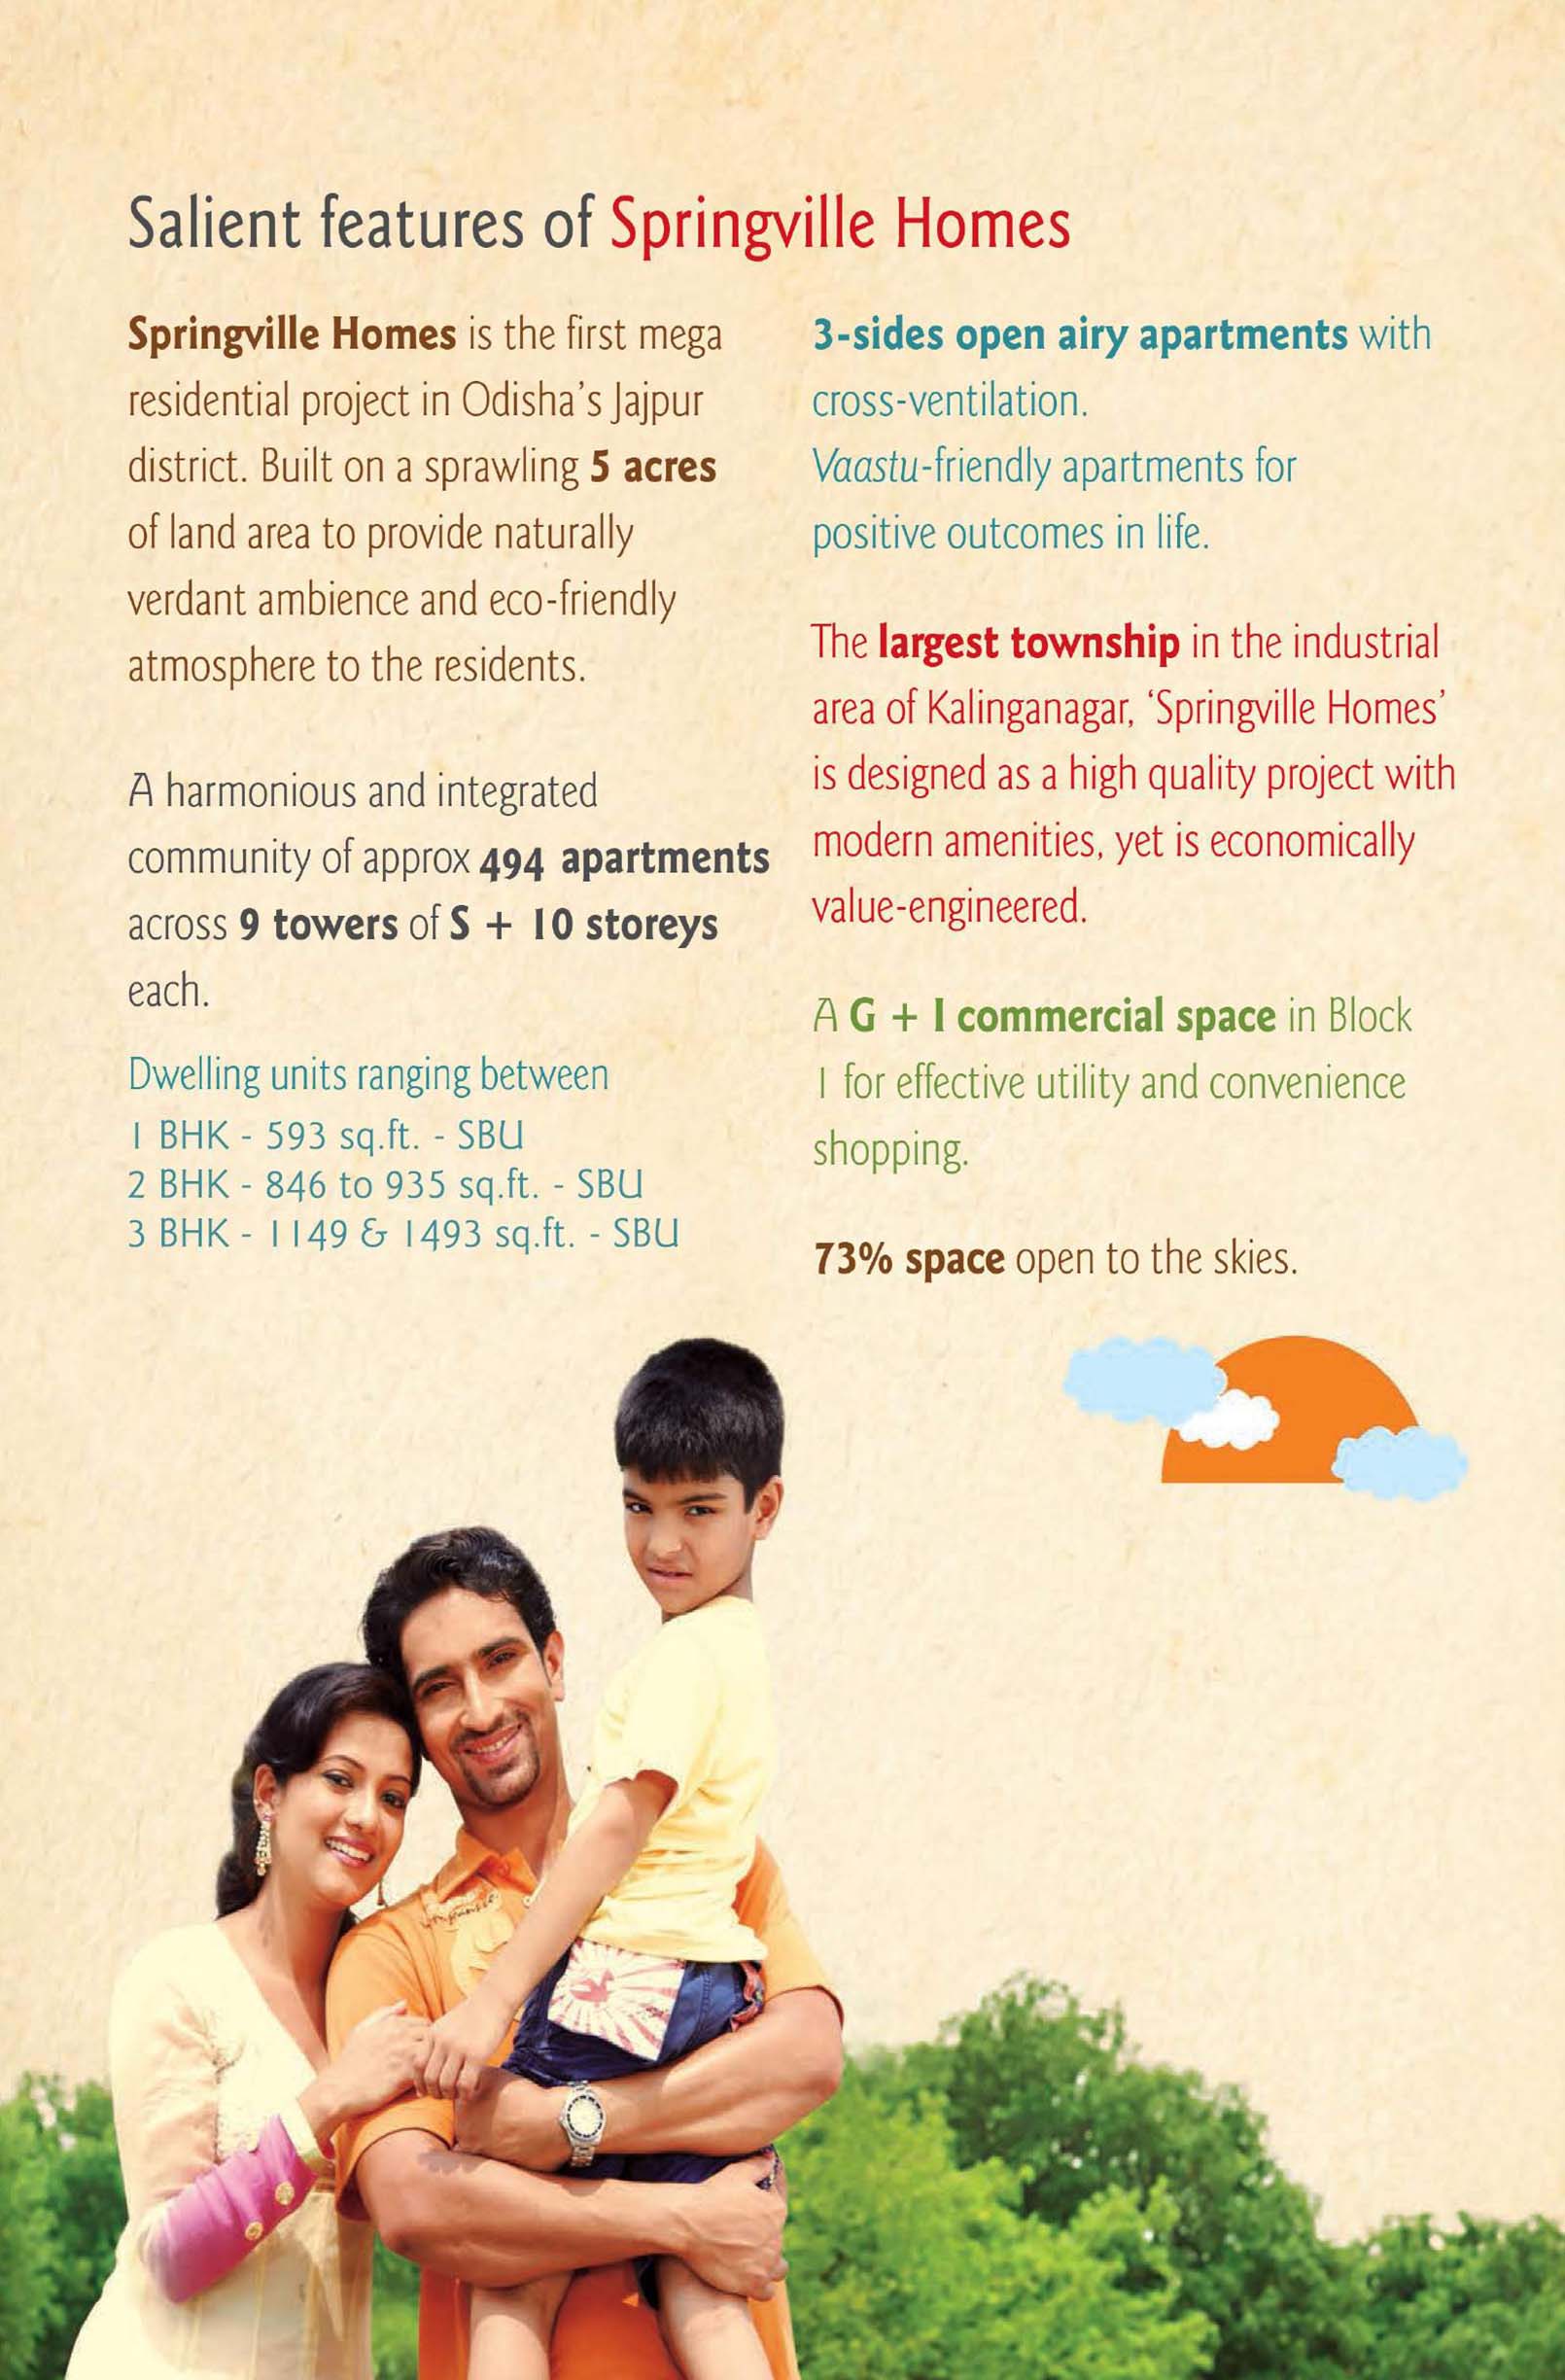 Salient features of Springville Homes
Springville Homes is the first mega
residential project in Odisha's Jajpur
district. Built on a sprawling 5 acres
of land area to provide naturally
verdant ambience and eco-friendly
atmosphere to the residents.
A harmonious and integrated
community of approx 494 apartments
across 9 towers of S + 10 storeys
each.
Dwelling units ranging between
1 BHK - 593 sq.ft. - SBU
2 BHK - 846 to 935 sq.ft. - SBU
3 BHK - 1149 & 1493 sq.ft. - SBU
3-sides open airy apartments with
cross-ventilation.
Vaastu-friendly apartments for
positive outcomes in life.
The largest township in the industrial
area of Kalinganagar, 'Springville Homes'
is designed as a high quality project with
modern amenities, yet is economically
value-engineered.
A G + 1 commercial space in Block
1 for effective utility and convenience
shopping.
73% space open to the skies.